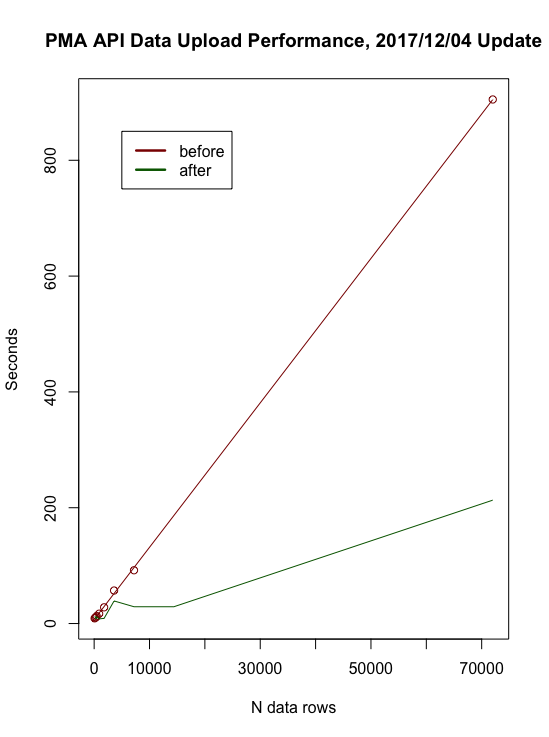 PMA API Data Upload Performance, 2017/12/04 Update
before
after
Seconds
800
600
400
200
0
0 10000 30000 50000 70000
N data rows